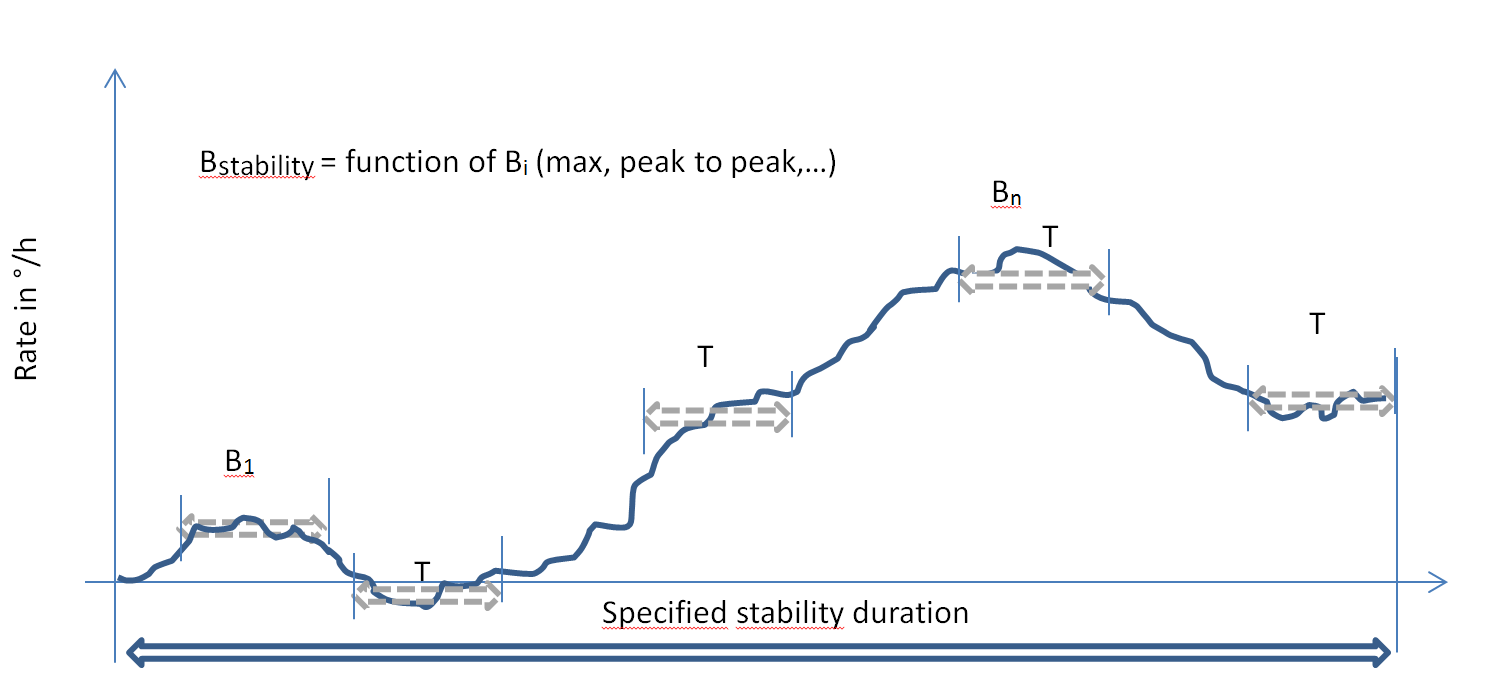 Bstability = function of Bi (max, peak to peak,...)
Bn
T
Rate in °/h
T
T
B1
T
Specified stability duration